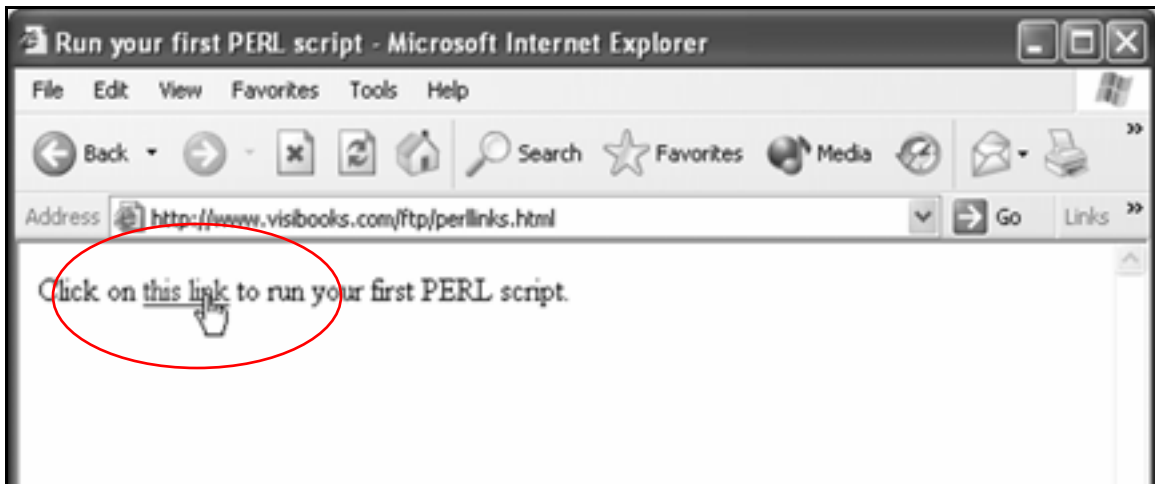 Run your first PERL script - Microsoft Internet Explorer
File Edit View Favorites Tools Help
Back Search Favorites Media »
Address http://www.visibooks.com/ftp/perllinks.html Go Links »
Click on this link to run your first PERL script.